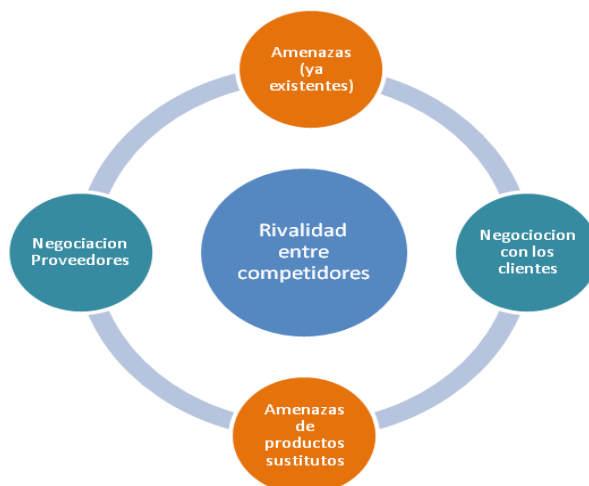 Amenazas
(ya
existentes)
Negociacion
Proveedores
Rivalidad
entre
competidores
Negociocion
con los
clientes
Amenazas
de
productos
sustitutos